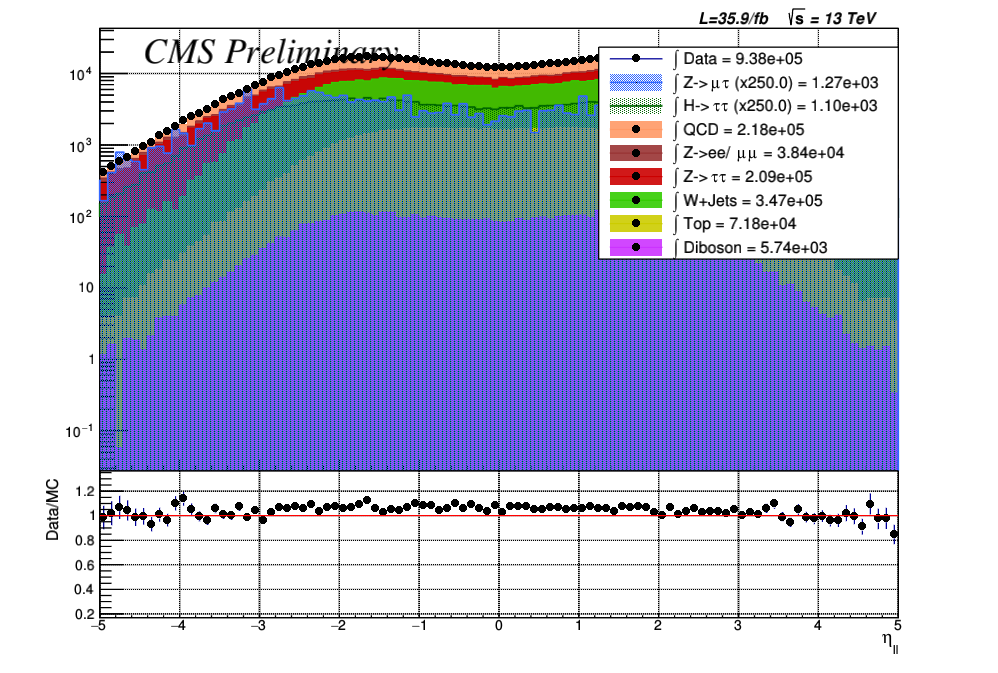 L=35.9/fb √s = 13 TeV
CMS Preliminary
∫ Data = 9.38e+05
∫ Z->μτ (x250.0) = 1.27e+03
∫ H->ττ (x250.0) = 1.10e+03
∫ QCD = 2.18e+05
∫ Z->ee/ μμ = 3.84e+04
∫ Z->ττ = 2.09e+05
∫ W+Jets = 3.47e+05
∫ Top = 7.18e+04
∫ Diboson = 5.74e+03
10⁴
10³
10²
10
1
10⁻¹
Data/MC
1.2
1
0.8
0.6
0.4
0.2
−5 −4 −3 −2 −1 0 1 2 3 4 5
η_ll